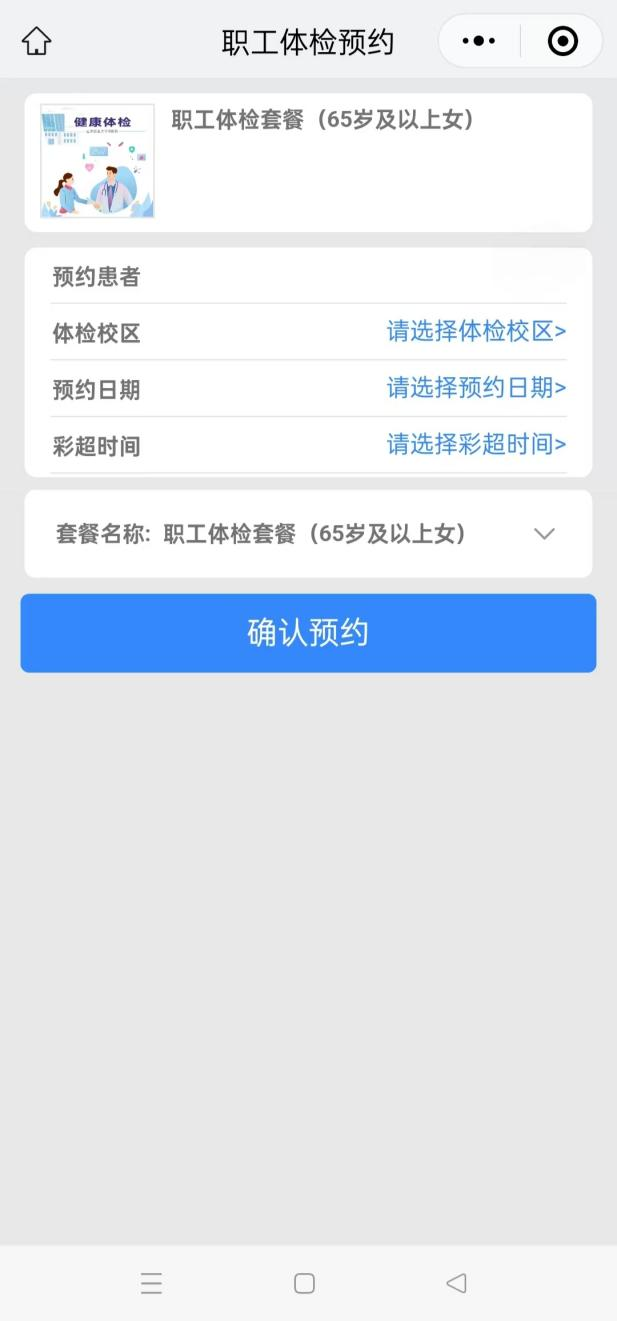 职工体检预约
健康体检
职工体检套餐（65岁及以上女）
预约患者
体检校区 请选择体检校区>
预约日期 请选择预约日期>
彩超时间 请选择彩超时间>
套餐名称: 职工体检套餐（65岁及以上女）
确认预约